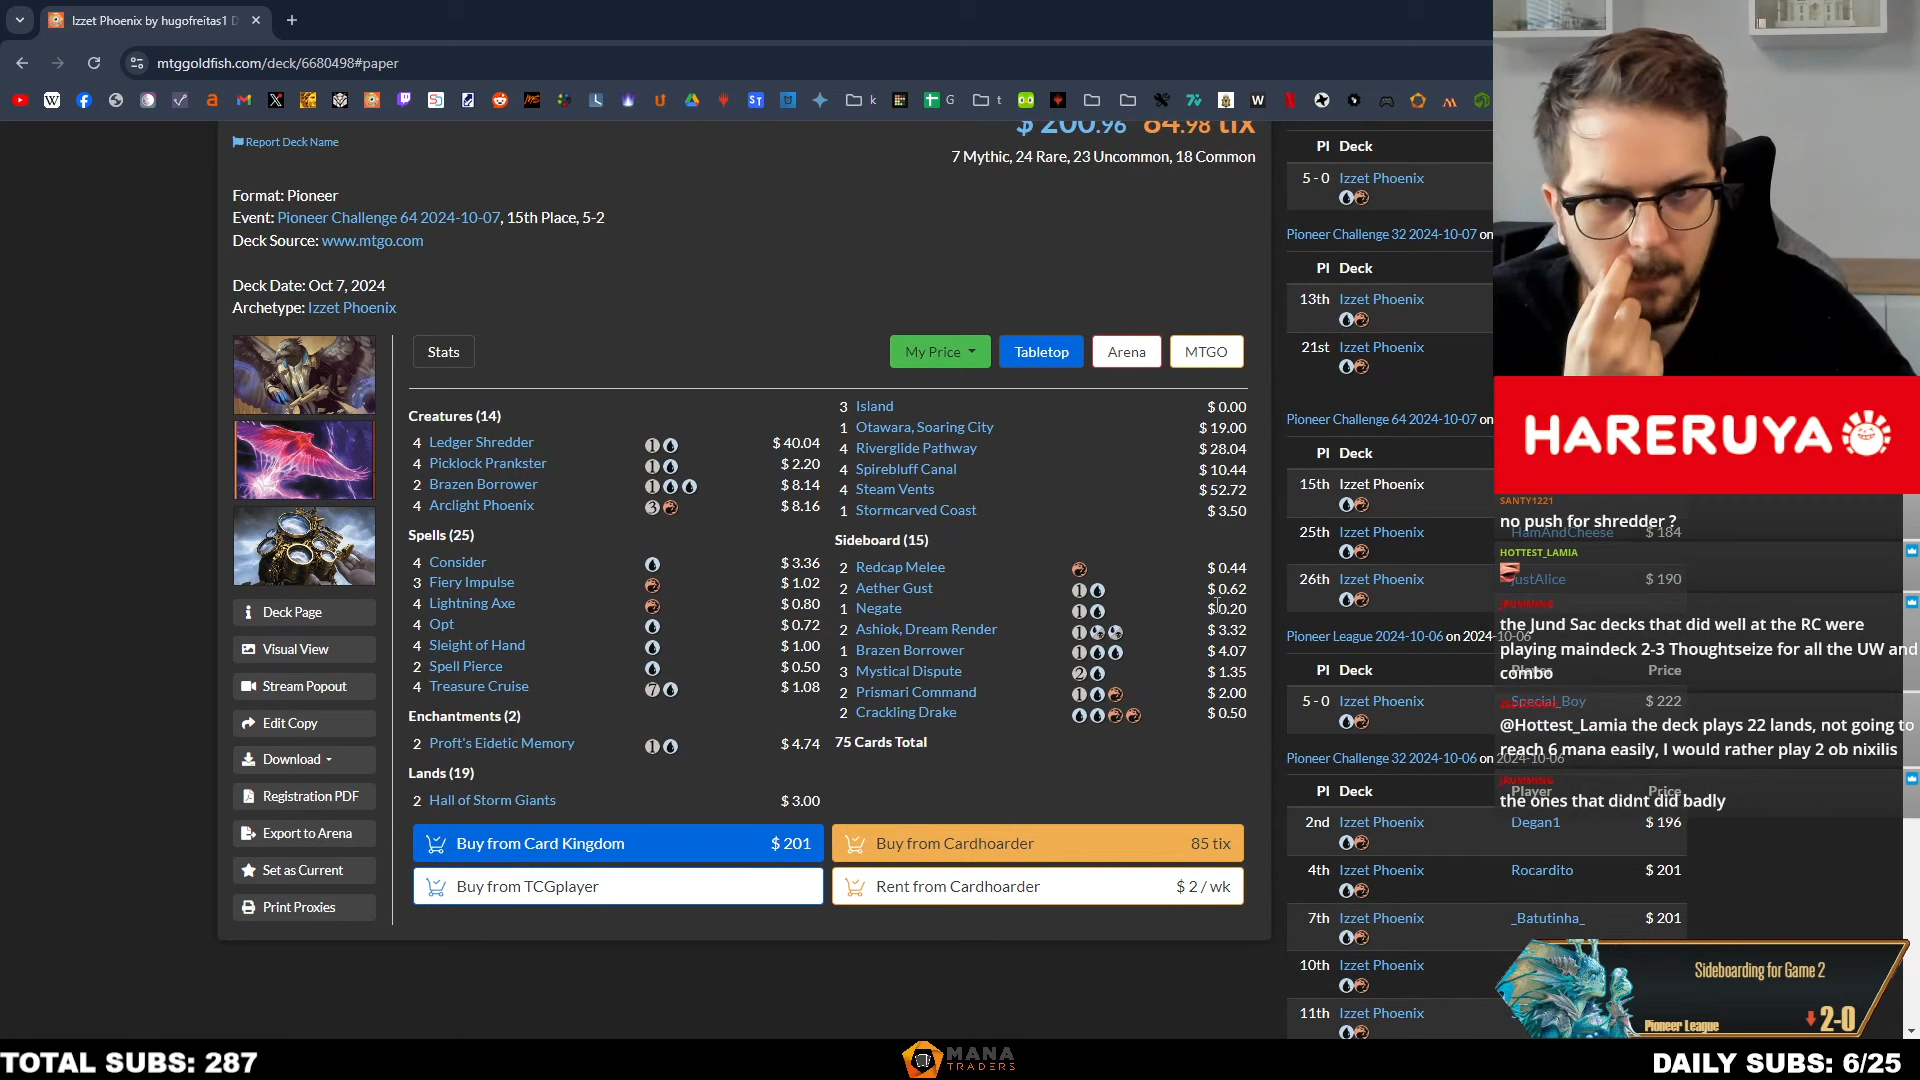 Izzet Phoenix by hugofreitas1 D
mtggoldfish.com/deck/6680498#paper
k
G
t
Report Deck Name
$ 200.96 84.98 tix
7 Mythic, 24 Rare, 23 Uncommon, 18 Common
Format: Pioneer
Event: Pioneer Challenge 64 2024-10-07, 15th Place, 5-2
Deck Source: www.mtgo.com
Deck Date: Oct 7, 2024
Archetype: Izzet Phoenix
Stats
My Price
Tabletop
Arena
MTGO
Creatures (14)
4 Ledger Shredder $ 40.04
4 Picklock Prankster $ 2.20
2 Brazen Borrower $ 8.14
4 Arclight Phoenix $ 8.16
Spells (25)
4 Consider $ 3.36
3 Fiery Impulse $ 1.02
4 Lightning Axe $ 0.80
4 Opt $ 0.72
4 Sleight of Hand $ 1.00
2 Spell Pierce $ 0.50
4 Treasure Cruise $ 1.08
Enchantments (2)
2 Proft's Eidetic Memory $ 4.74
Lands (19)
2 Hall of Storm Giants $ 3.00
3 Island $ 0.00
1 Otawara, Soaring City $ 19.00
4 Riverglide Pathway $ 28.04
4 Spirebluff Canal $ 10.44
4 Steam Vents $ 52.72
1 Stormcarved Coast $ 3.50
Sideboard (15)
2 Redcap Melee $ 0.44
2 Aether Gust $ 0.62
1 Negate $ 0.20
2 Ashiok, Dream Render $ 3.32
1 Brazen Borrower $ 4.07
3 Mystical Dispute $ 1.35
2 Prismari Command $ 2.00
2 Crackling Drake $ 0.50
75 Cards Total
Deck Page
Visual View
Stream Popout
Edit Copy
Download
Registration PDF
Export to Arena
Set as Current
Print Proxies
Buy from Card Kingdom $ 201
Buy from Cardhoarder 85 tix
Buy from TCGplayer
Rent from Cardhoarder $ 2 / wk
Pl Deck
5 - 0 Izzet Phoenix
Pioneer Challenge 32 2024-10-07 on
Pl Deck
13th Izzet Phoenix
21st Izzet Phoenix
Pioneer Challenge 64 2024-10-07 on
Pl Deck
15th Izzet Phoenix
25th Izzet Phoenix HamAndCheese $ 184
26th Izzet Phoenix JustAlice $ 190
Pioneer League 2024-10-06 on 2024-10-06
Pl Deck Player Price
5 - 0 Izzet Phoenix Special_Boy $ 222
Pioneer Challenge 32 2024-10-06 on 2024-10-06
Pl Deck Player Price
2nd Izzet Phoenix Degan1 $ 196
4th Izzet Phoenix Rocardito $ 201
7th Izzet Phoenix _Batutinha_ $ 201
10th Izzet Phoenix
11th Izzet Phoenix
HARERUYA
SANTY1221
no push for shredder ?
HOTTEST_LAMIA
JRUMMING
the Jund Sac decks that did well at the RC were
playing maindeck 2-3 Thoughtseize for all the UW and
combo
@Hottest_Lamia the deck plays 22 lands, not going to
reach 6 mana easily, I would rather play 2 ob nixilis
JRUMMING
the ones that didnt did badly
Sideboarding for Game 2
Pioneer League
2-0
TOTAL SUBS: 287
MANA
TRADERS
DAILY SUBS: 6/25